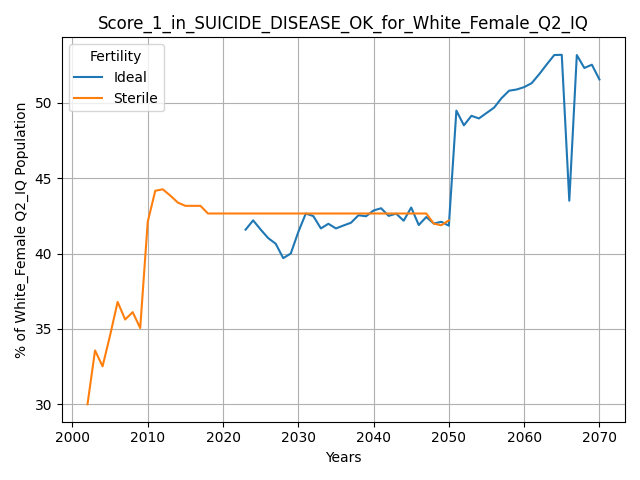 Score_1_in_SUICIDE_DISEASE_OK_for_White_Female_Q2_IQ
Fertility
Ideal
Sterile
% of White_Female Q2_IQ Population
50
45
40
35
30
2000 2010 2020 2030 2040 2050 2060 2070
Years